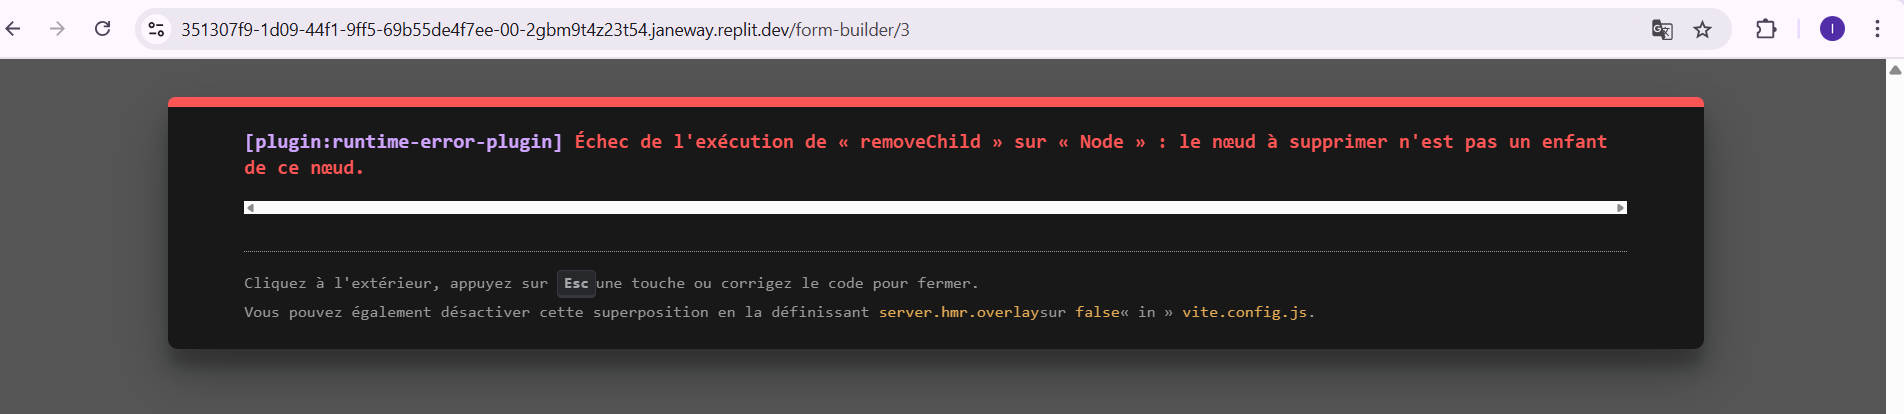 351307f9-1d09-44f1-9ff5-69b55de4f7ee-00-2gbm9t4z23t54.janeway.replit.dev/form-builder/3
I
[plugin:runtime-error-plugin] Échec de l'exécution de « removeChild » sur « Node » : le nœud à supprimer n'est pas un enfant
de ce nœud.
Cliquez à l'extérieur, appuyez sur Esc une touche ou corrigez le code pour fermer.
Vous pouvez également désactiver cette superposition en la définissant server.hmr.overlaysur false« in » vite.config.js.